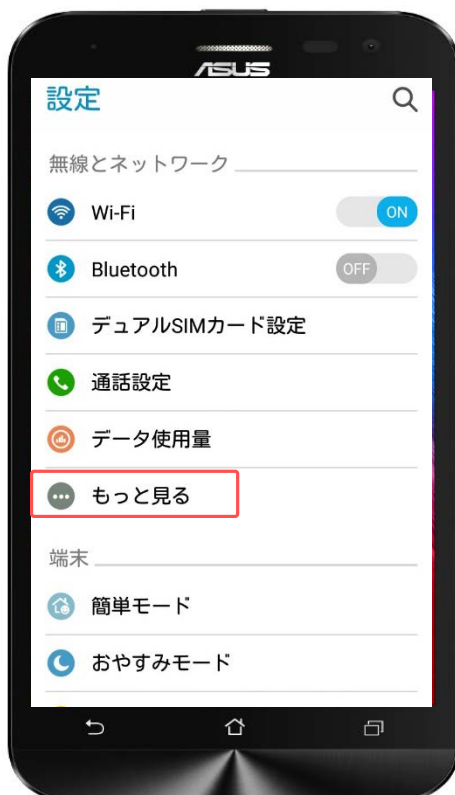 ASUS
設定
無線とネットワーク
Wi-Fi
ON
Bluetooth
OFF
デュアルSIMカード設定
通話設定
データ使用量
もっと見る
端末
簡単モード
おやすみモード